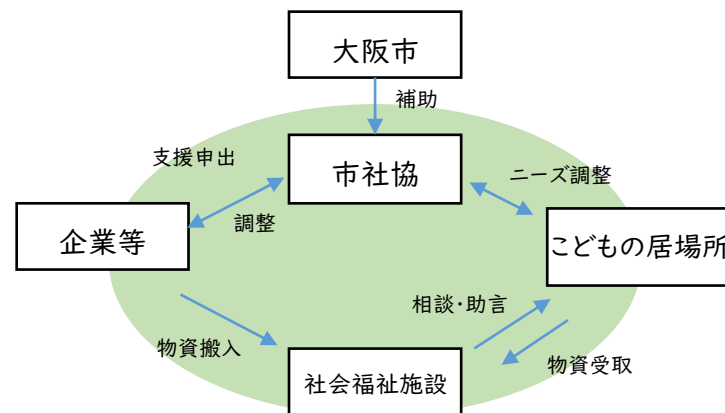 大阪市
補助
支援申出
市社協
ニーズ調整
企業等
調整
こどもの居場所
相談・助言
物資搬入
社会福祉施設
物資受取